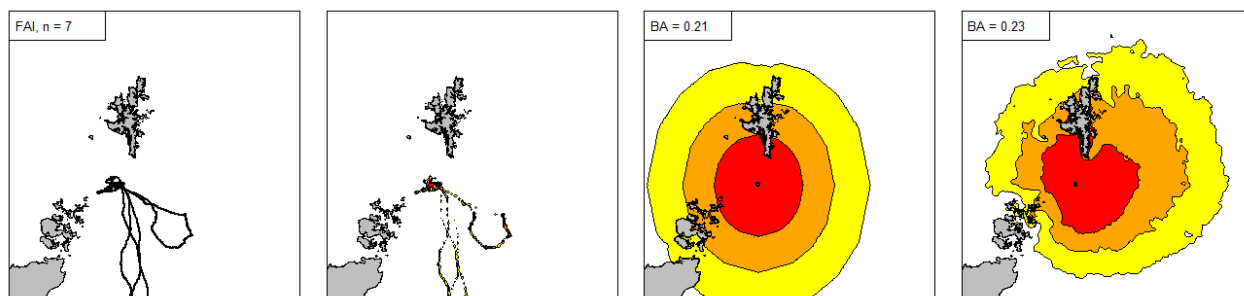 FAI, n = 7
BA = 0.21
BA = 0.23